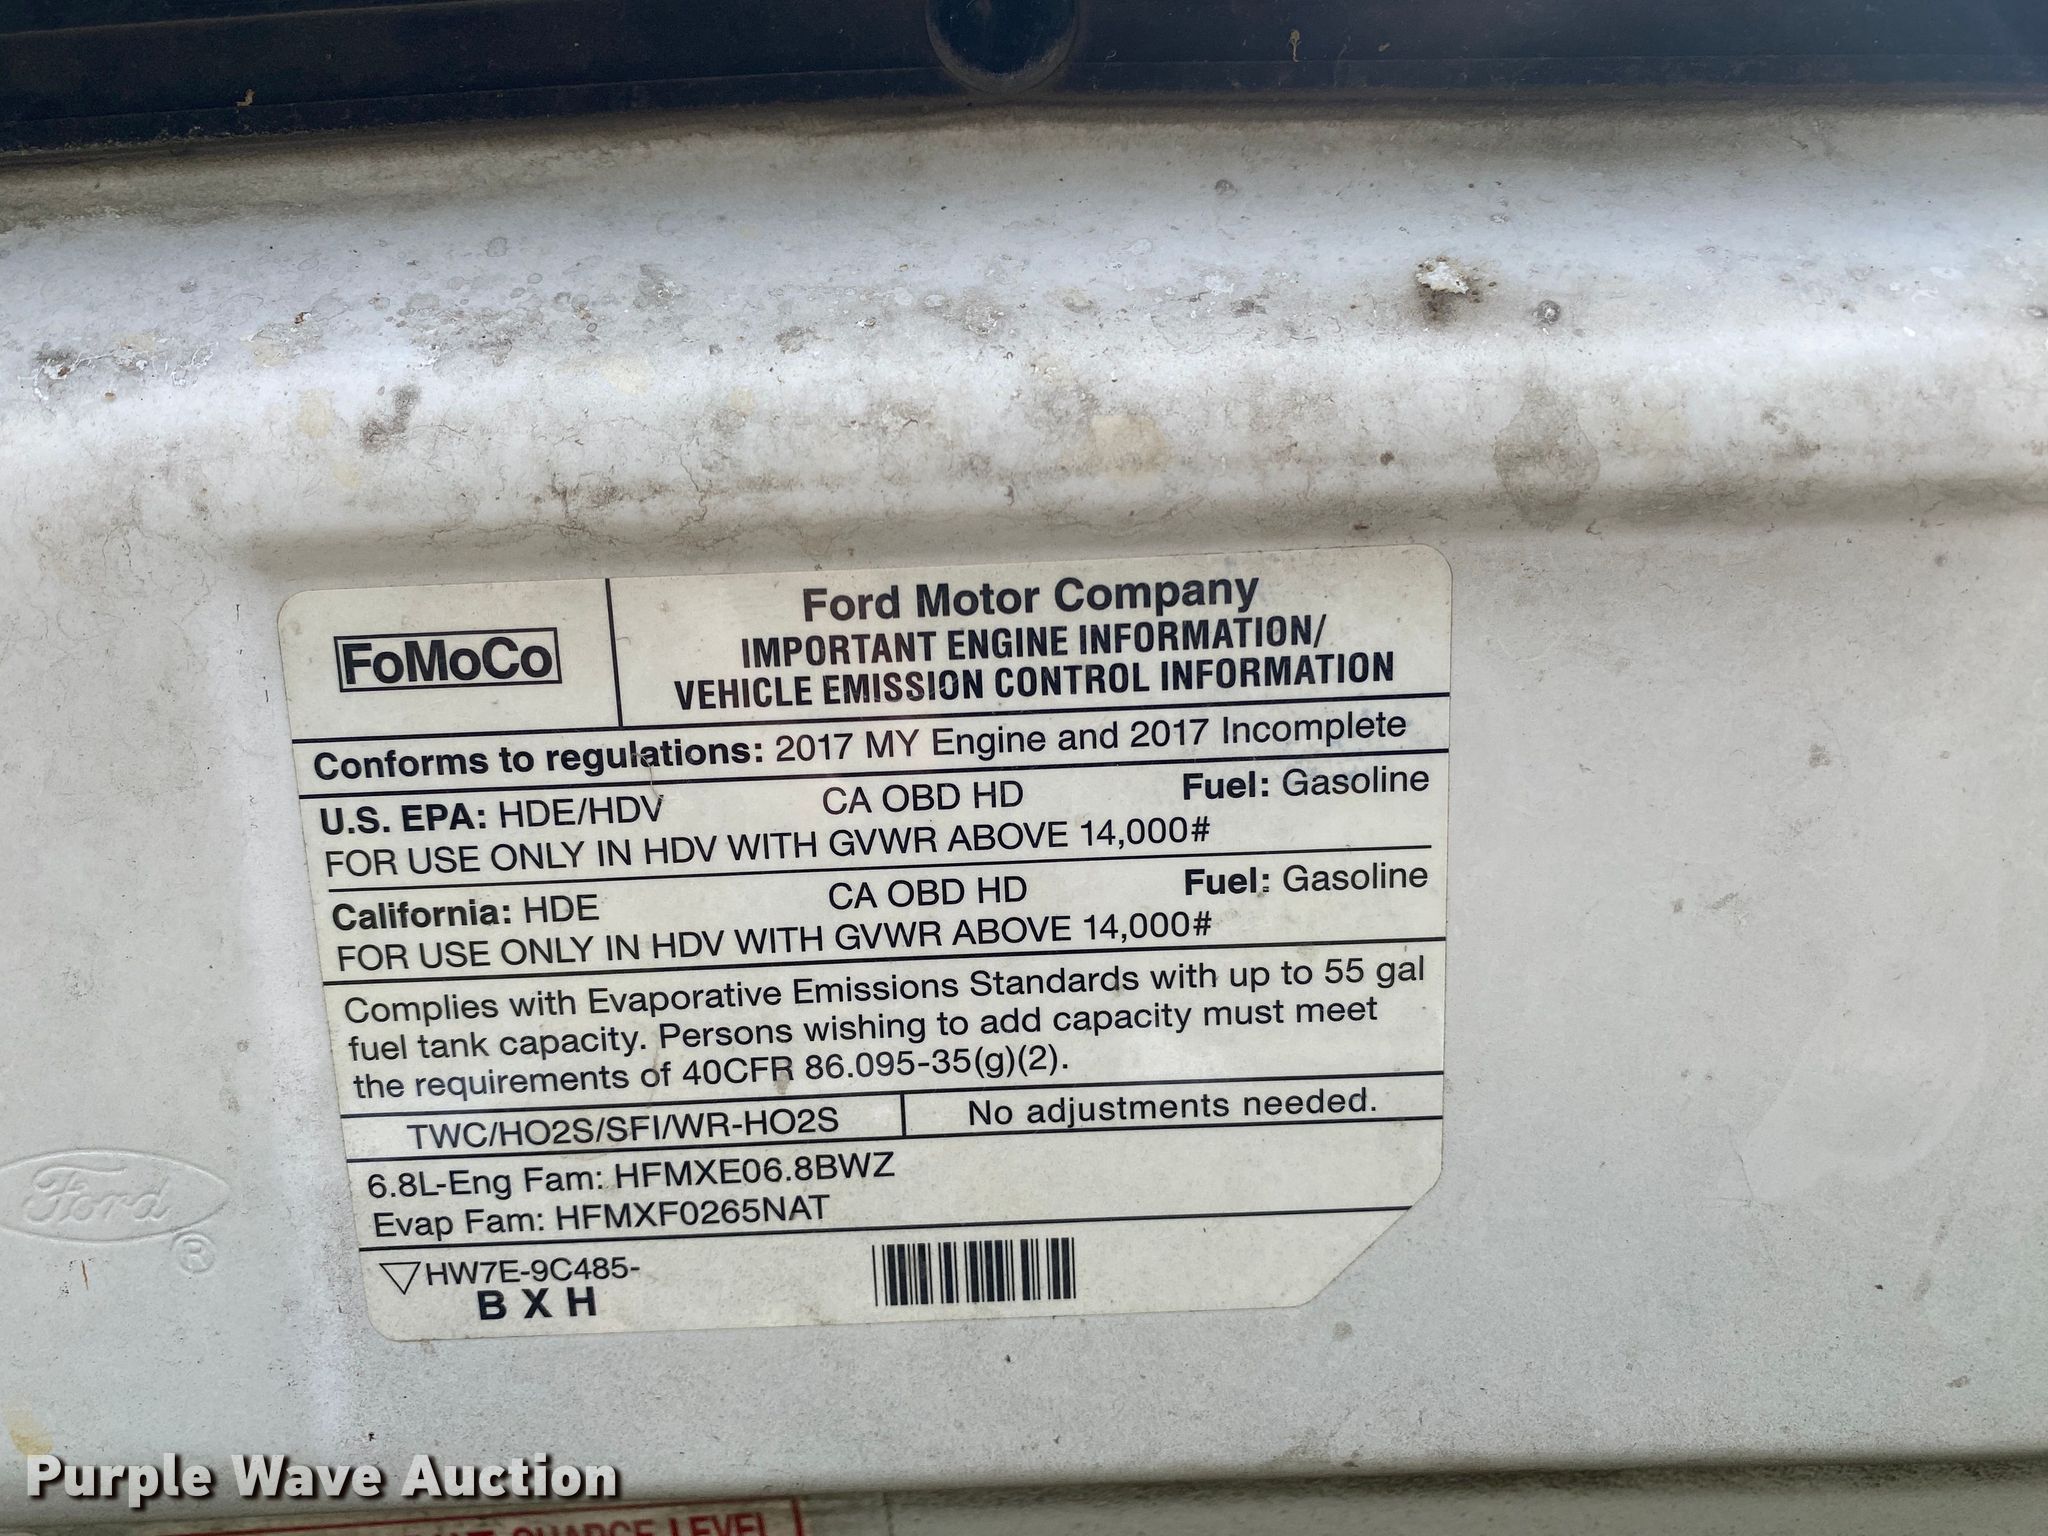 FoMoCo
Ford Motor Company
IMPORTANT ENGINE INFORMATION/
VEHICLE EMISSION CONTROL INFORMATION
Conforms to regulations: 2017 MY Engine and 2017 Incomplete
U.S. EPA: HDE/HDV CA OBD HD Fuel: Gasoline
FOR USE ONLY IN HDV WITH GVWR ABOVE 14,000#
California: HDE CA OBD HD Fuel: Gasoline
FOR USE ONLY IN HDV WITH GVWR ABOVE 14,000#
Complies with Evaporative Emissions Standards with up to 55 gal
fuel tank capacity. Persons wishing to add capacity must meet
the requirements of 40CFR 86.095-35(g)(2).
TWC/HO2S/SFI/WR-HO2S No adjustments needed.
6.8L-Eng Fam: HFMXE06.8BWZ
Evap Fam: HFMXF0265NAT
HW7E-9C485-
B X H
Ford ®
Purple Wave Auction
CHARGE LEVEL